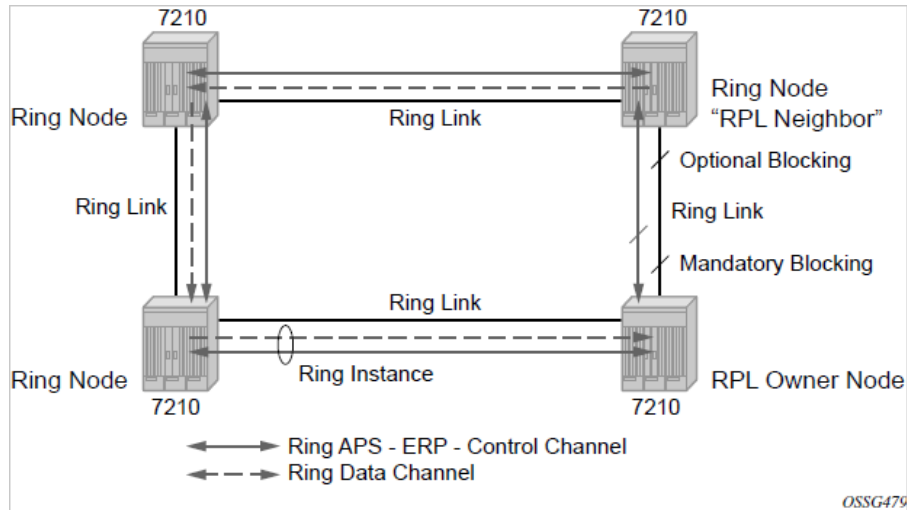 7210
7210
Ring Node
Ring Link
Ring Node
“RPL Neighbor”
Optional Blocking
Ring Link
Ring Link
Mandatory Blocking
Ring Link
Ring Node
Ring Instance
RPL Owner Node
7210
7210
Ring APS - ERP - Control Channel
Ring Data Channel
OSSG479